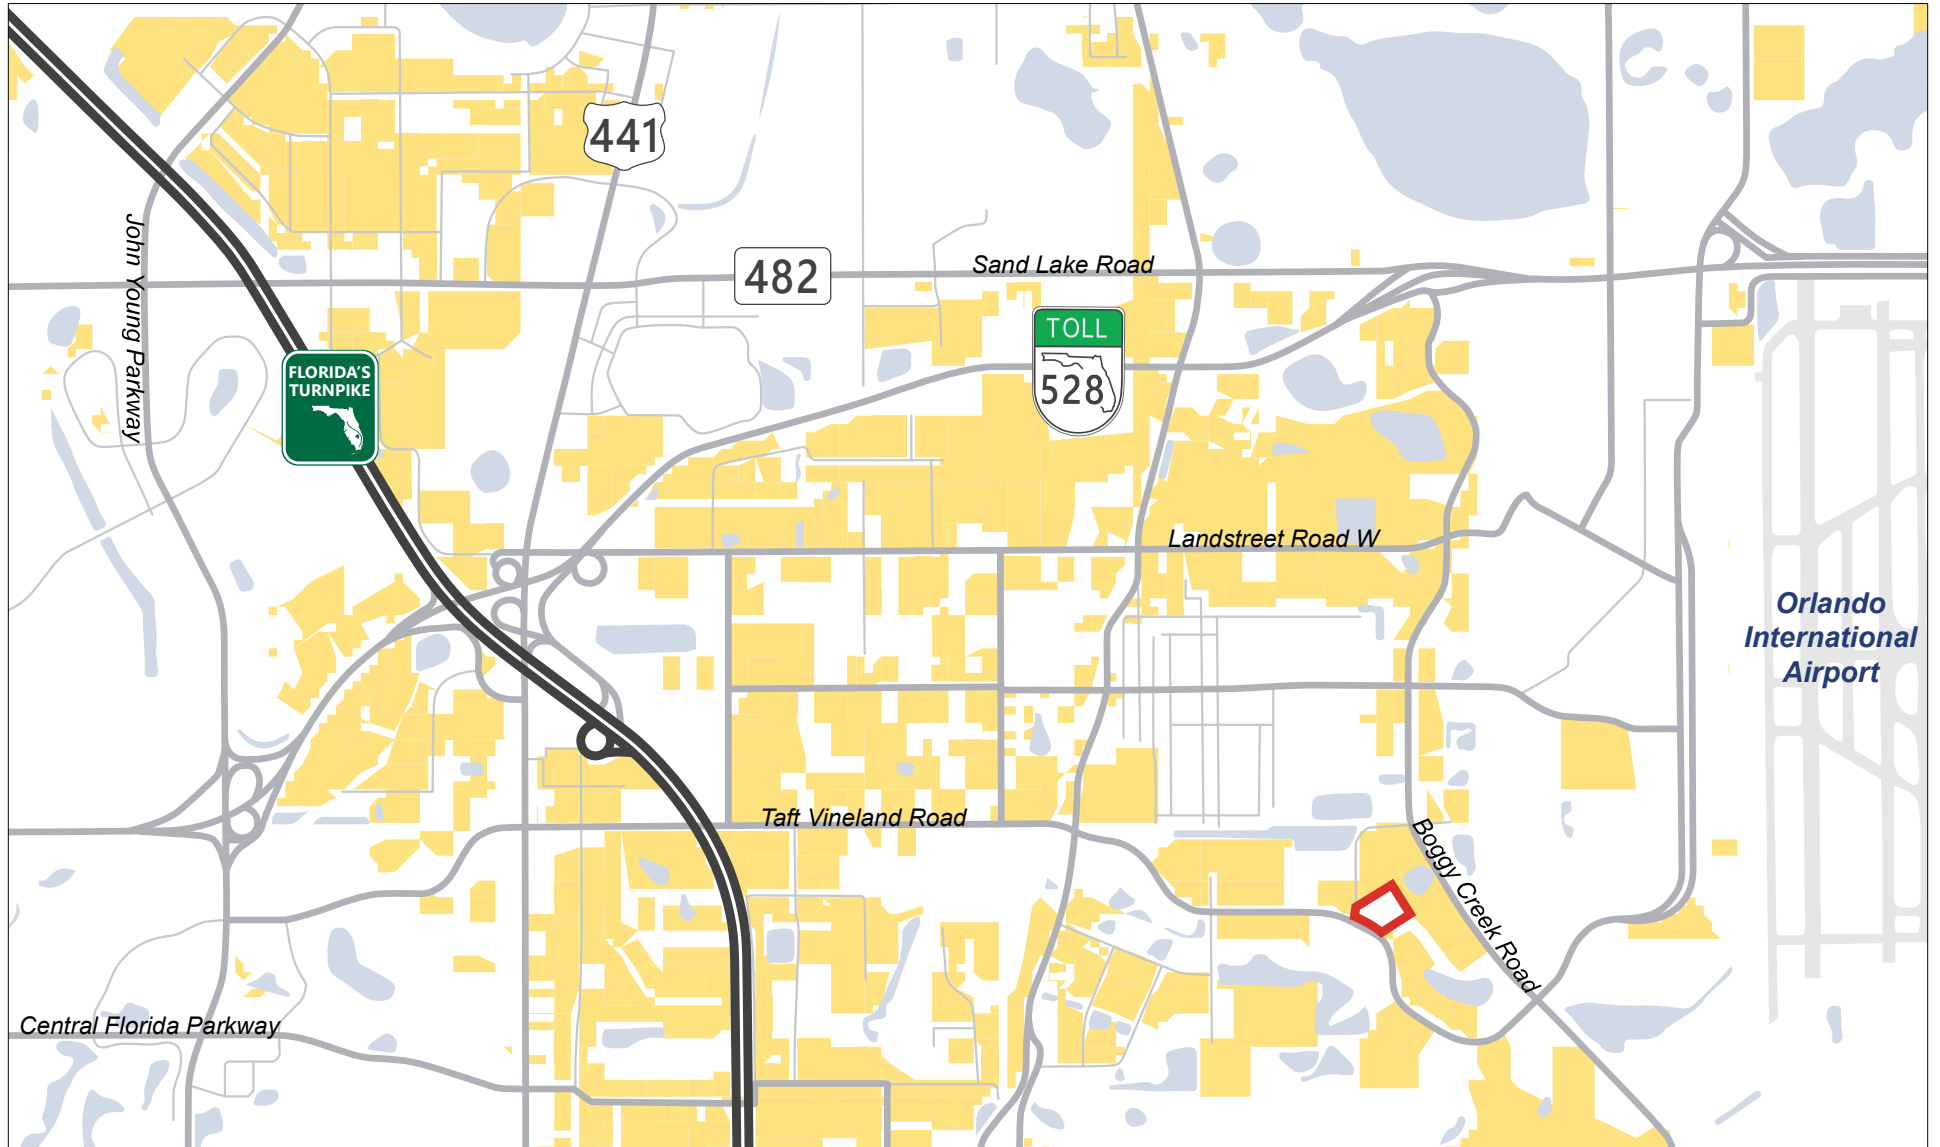 441
John Young Parkway
482
Sand Lake Road
TOLL
528
FLORIDA'S
TURNPIKE
Landstreet Road W
Orlando
International
Airport
Taft Vineland Road
Boggy Creek Road
Central Florida Parkway